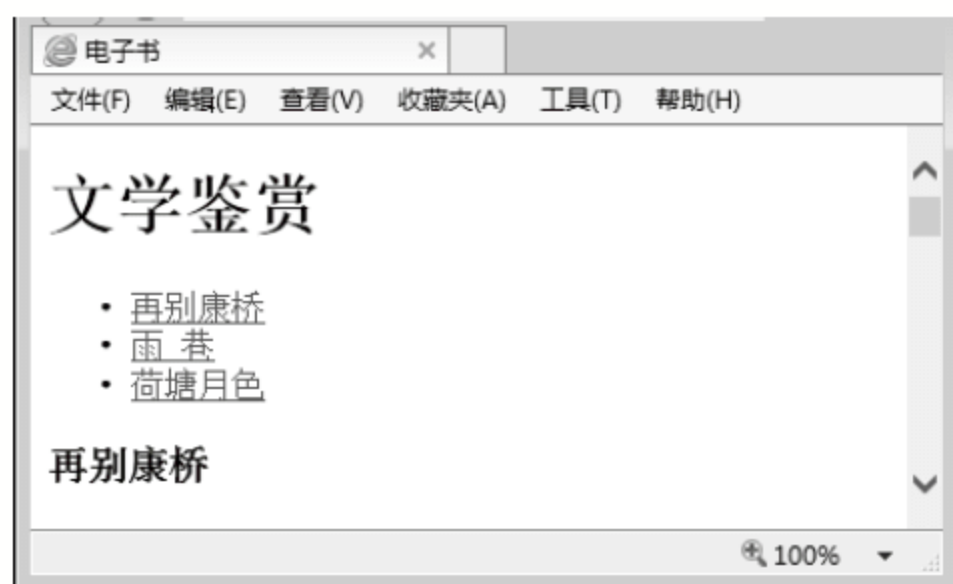 电子书
文件(F) 编辑(E) 查看(V) 收藏夹(A) 工具(T) 帮助(H)
文学鉴赏
• 再别康桥
• 雨 巷
• 荷塘月色
再别康桥
100%